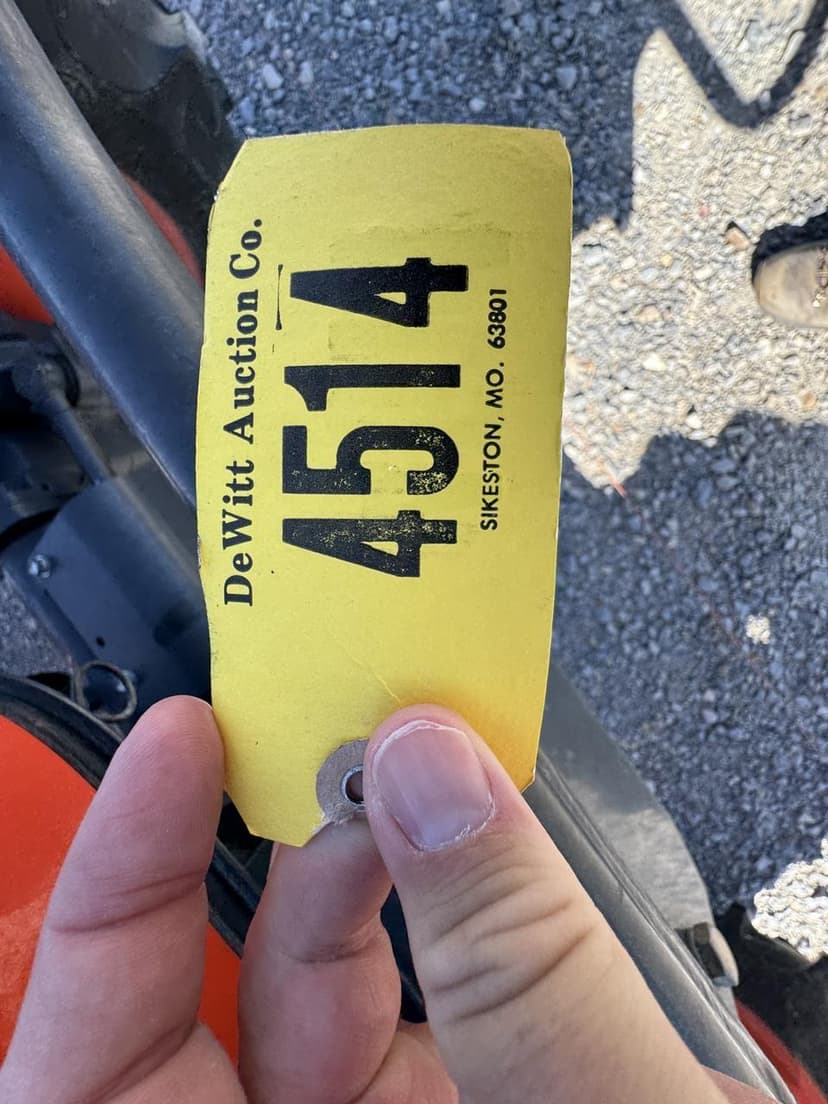 DeWitt Auction Co.
4514
SIKESTON, MO. 63801